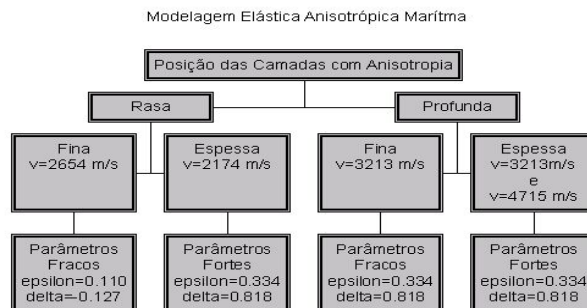 Modelagem Elástica Anisotrópica Marítma
Posição das Camadas com Anisotropia
Rasa
Profunda
Fina
v=2654 m/s
Espessa
v=2174 m/s
Fina
v=3213 m/s
Espessa
v=3213m/s
e
v=4715 m/s
Parâmetros
Fracos
epsilon=0.110
delta=-0.127
Parâmetros
Fortes
epsilon=0.334
delta=0.818
Parâmetros
Fracos
epsilon=0.334
delta=0.818
Parâmetros
Fortes
epsilon=0.334
delta=0.818